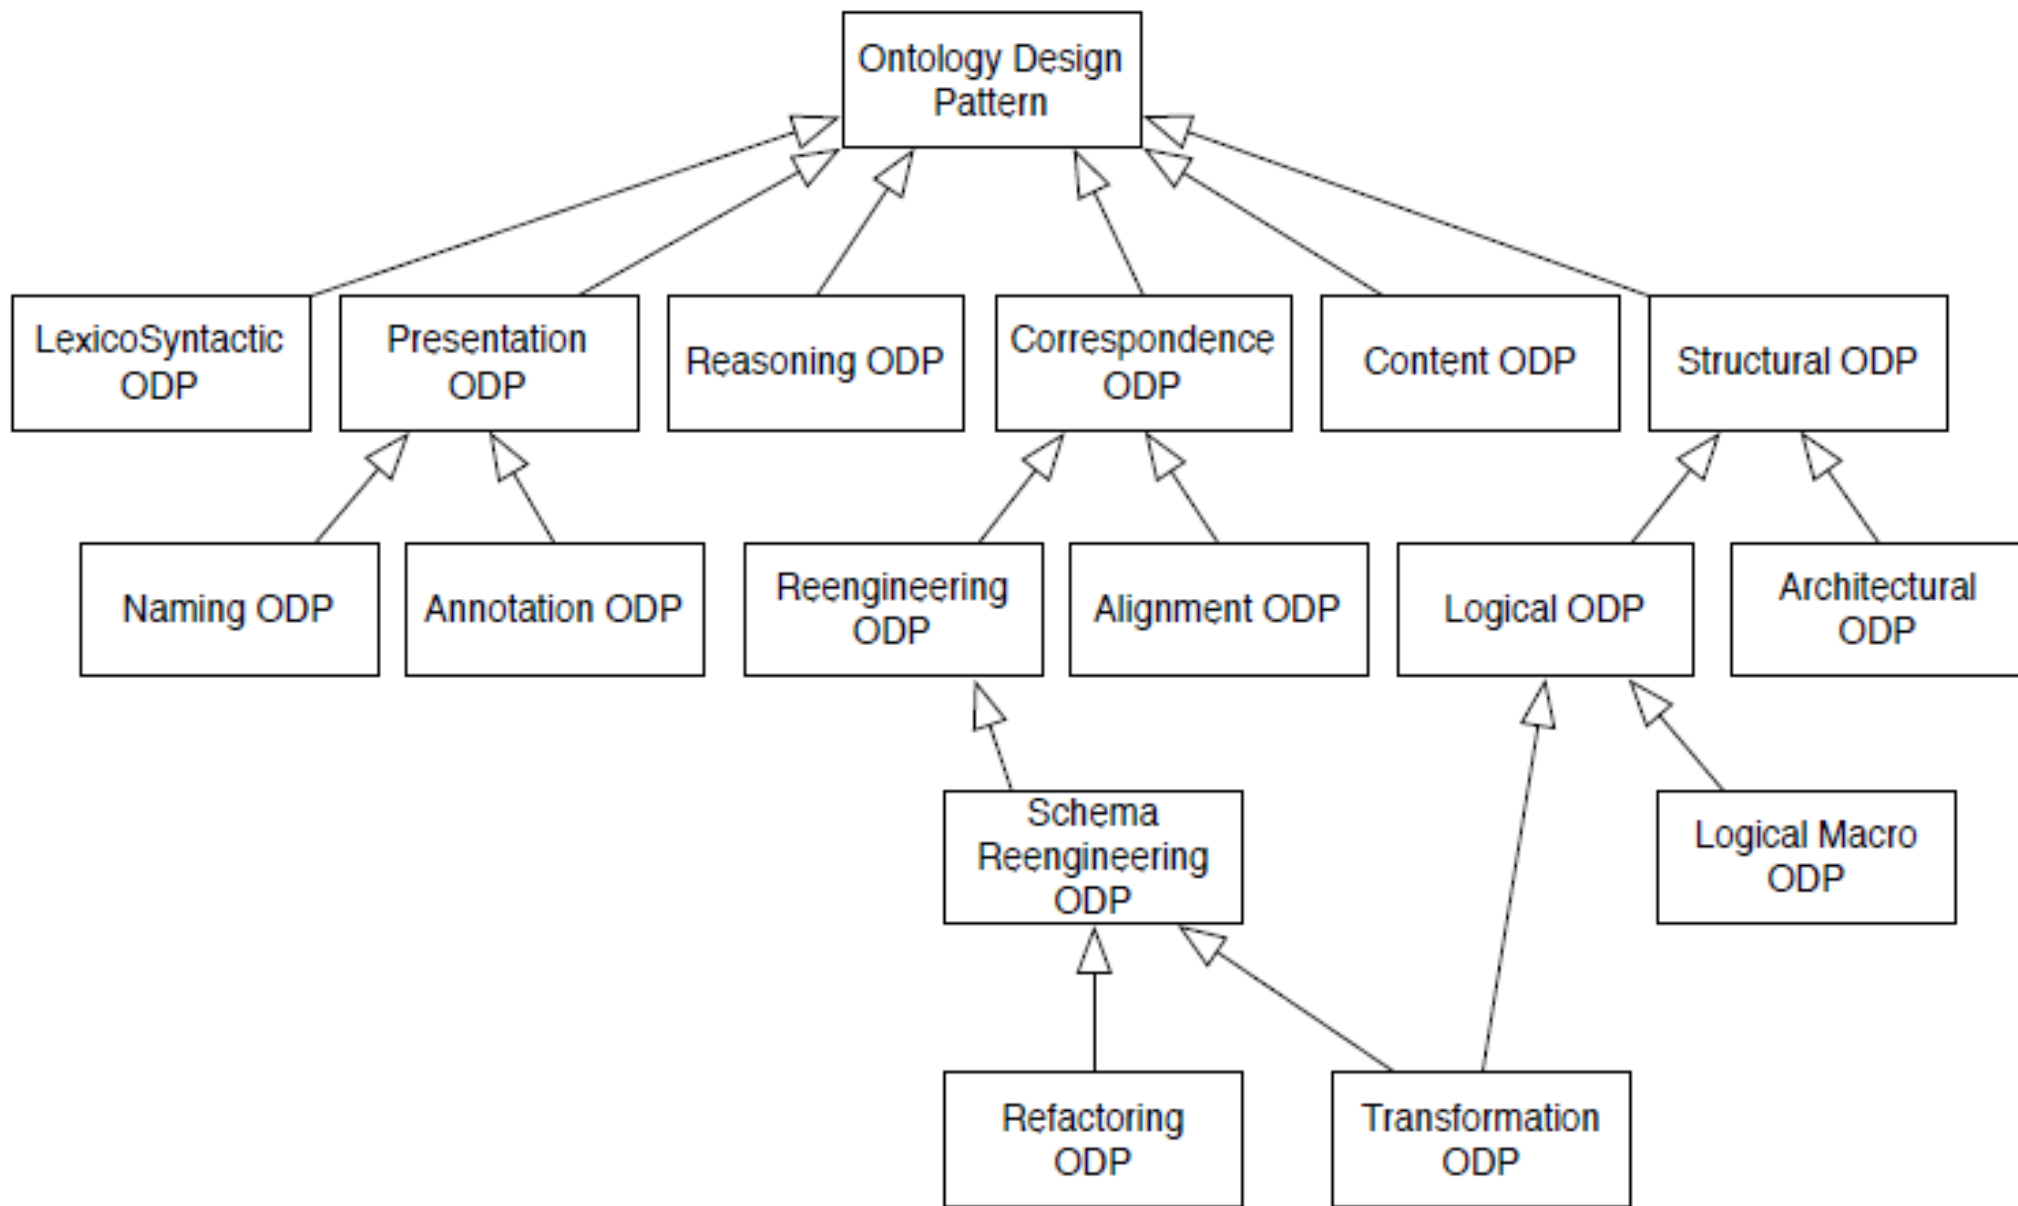 Ontology Design
Pattern
LexicoSyntactic
ODP
Presentation
ODP
Reasoning ODP
Correspondence
ODP
Content ODP
Structural ODP
Naming ODP
Annotation ODP
Reengineering
ODP
Alignment ODP
Logical ODP
Architectural
ODP
Schema
Reengineering
ODP
Logical Macro
ODP
Refactoring
ODP
Transformation
ODP